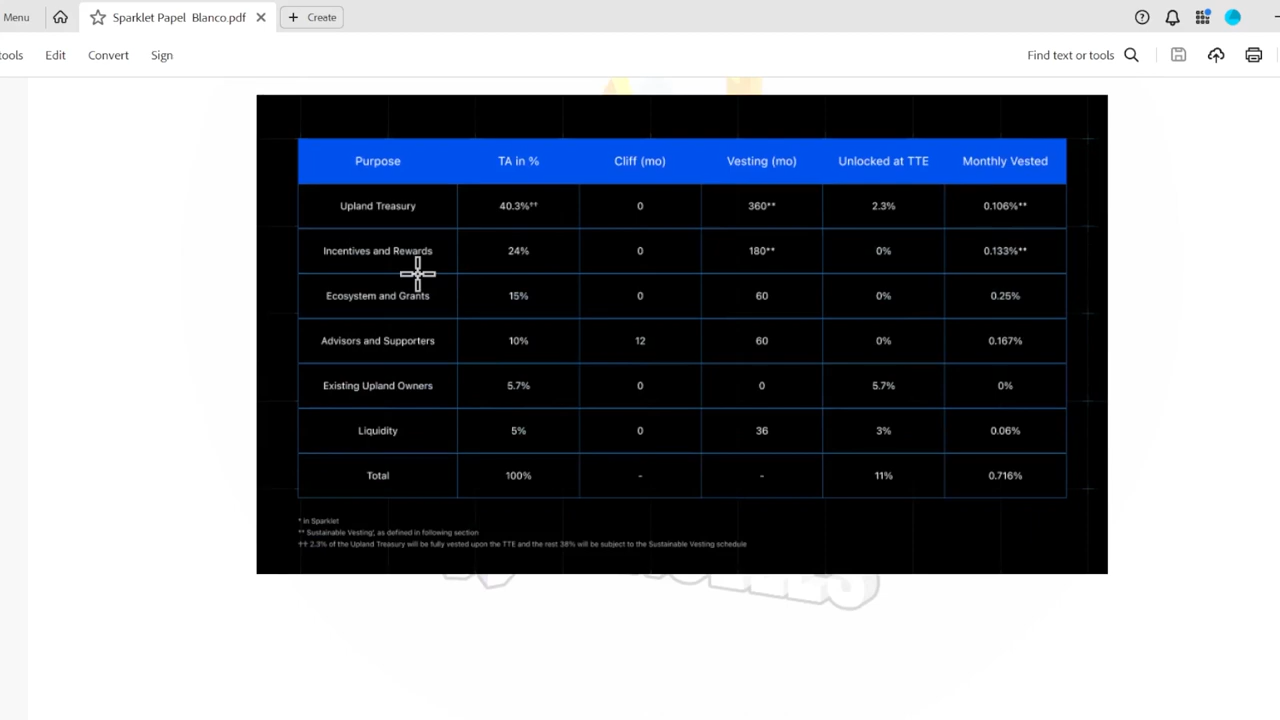 Menu Sparklet Papel Blanco.pdf Create
ools Edit Convert Sign Find text or tools
Purpose TA in % Cliff (mo) Vesting (mo) Unlocked at TTE Monthly Vested
Upland Treasury 40.3%†† 0 360** 2.3% 0.106%**
Incentives and Rewards 24% 0 180** 0% 0.133%**
Ecosystem and Grants 15% 0 60 0% 0.25%
Advisors and Supporters 10% 12 60 0% 0.167%
Existing Upland Owners 5.7% 0 0 5.7% 0%
Liquidity 5% 0 36 3% 0.06%
Total 100% - - 11% 0.716%
* in Sparklet
** Sustainable Vesting', as defined in following section
†† 2.3% of the Upland Treasury will be fully vested upon the TTE and the rest 38% will be subject to the Sustainable Vesting schedule